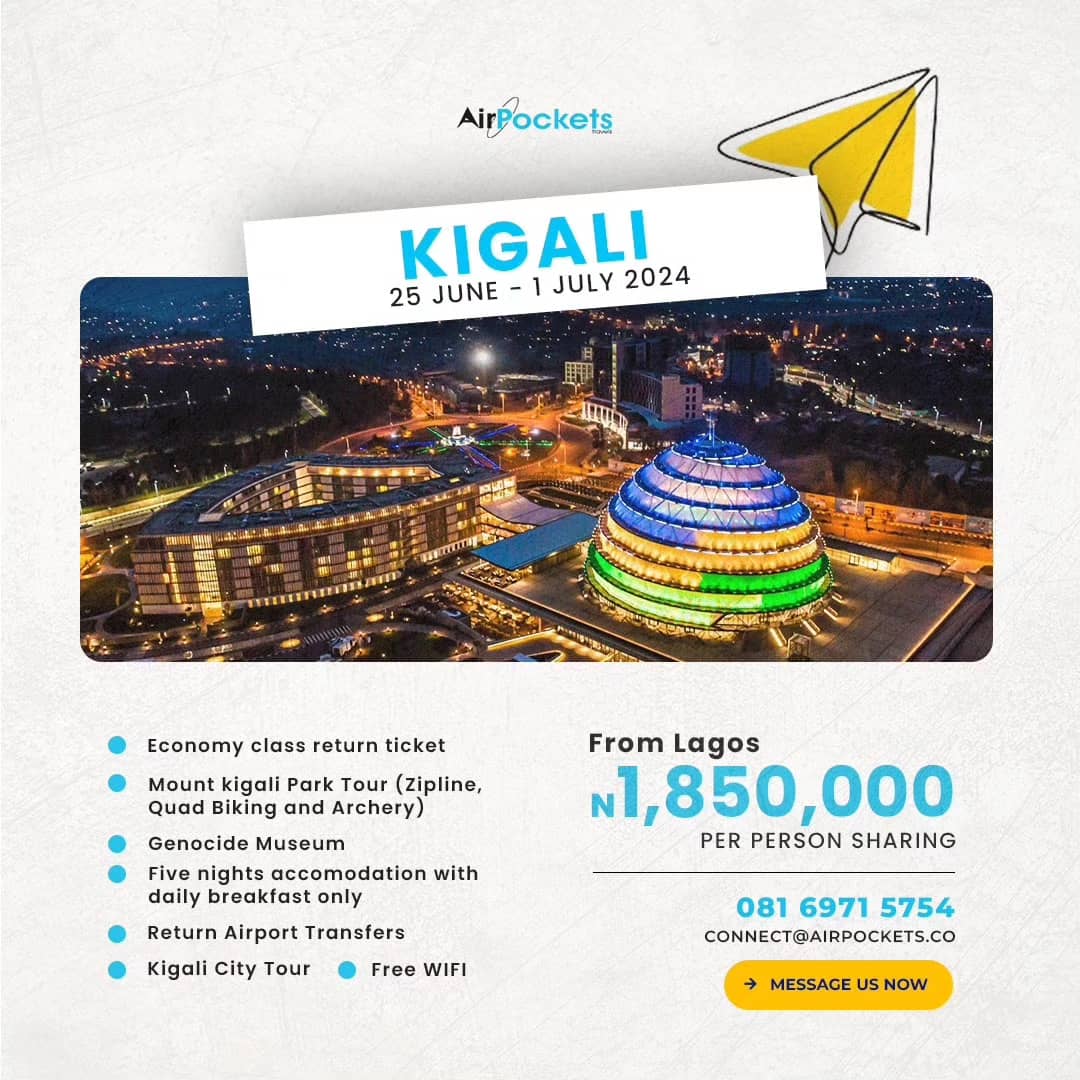 AirPockets
travels
KIGALI
25 JUNE - 1 JULY 2024
Economy class return ticket
Mount kigali Park Tour (Zipline,
Quad Biking and Archery)
Genocide Museum
Five nights accomodation with
daily breakfast only
Return Airport Transfers
Kigali City Tour
Free WIFI
From Lagos
N1,850,000
PER PERSON SHARING
081 6971 5754
CONNECT@AIRPOCKETS.CO
→ MESSAGE US NOW